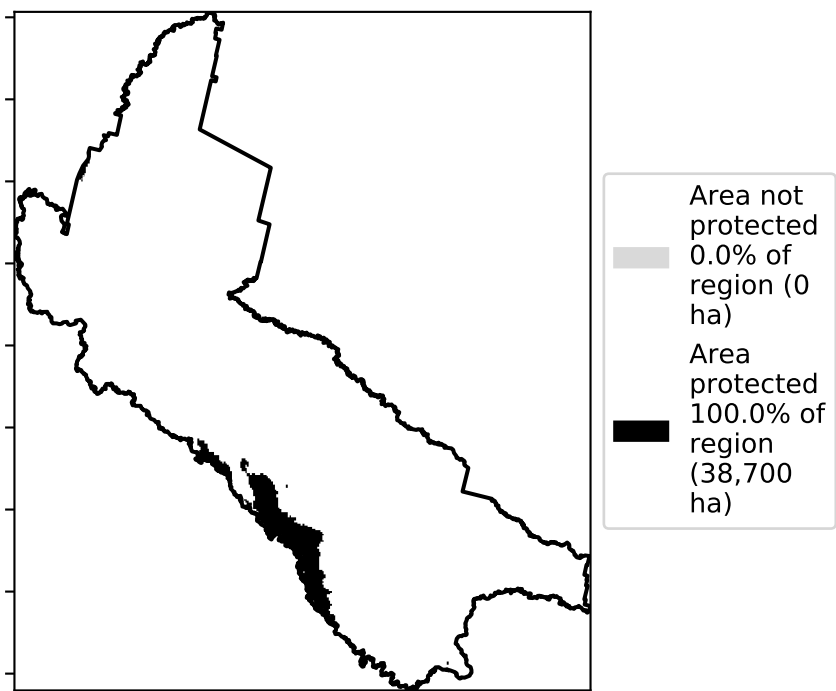 Area not
protected
0.0% of
region (0
ha)
Area
protected
100.0% of
region
(38,700
ha)